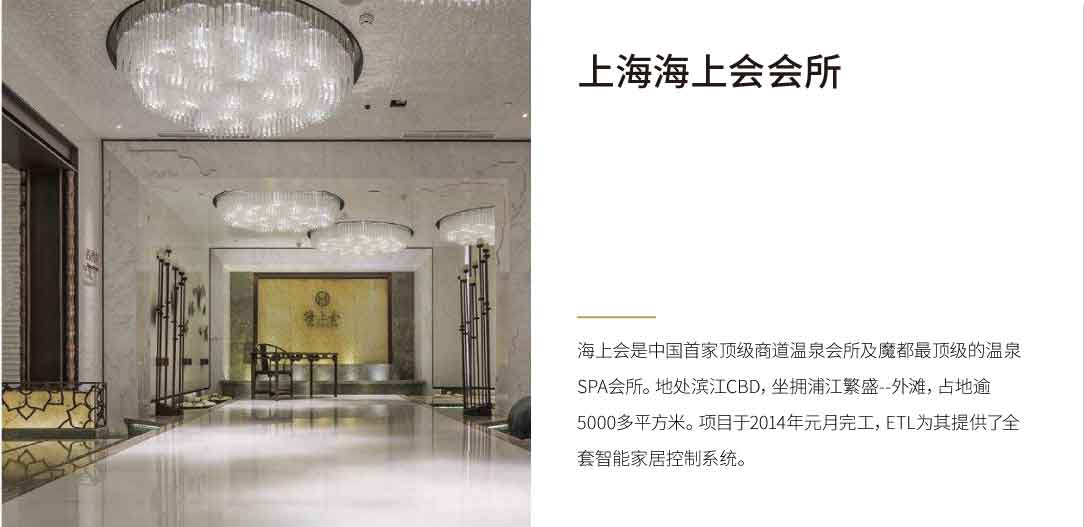 海上会
上海海上会会所
海上会是中国首家顶级商道温泉会所及魔都最顶级的温泉
SPA会所。地处滨江CBD，坐拥浦江繁盛--外滩，占地逾
5000多平方米。项目于2014年元月完工，ETL为其提供了全
套智能家居控制系统。